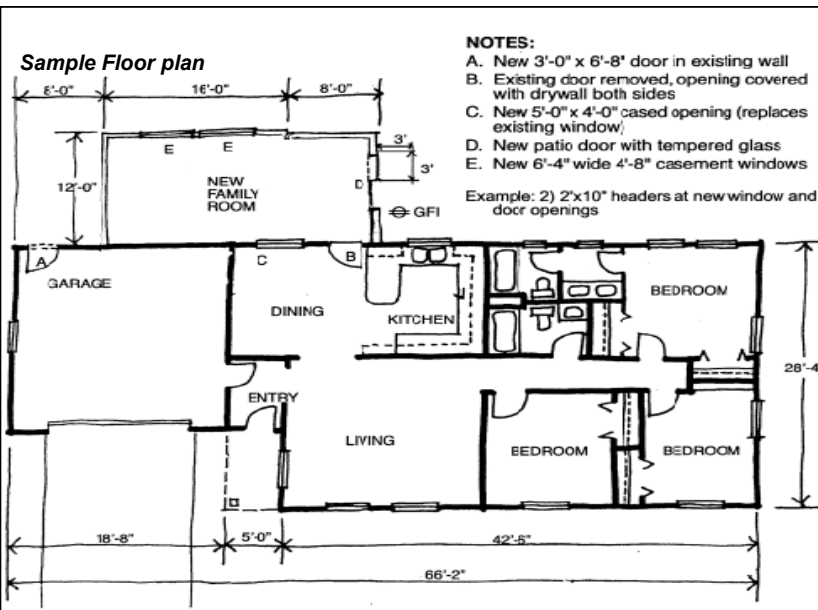 Sample Floor plan
NOTES:
A. New 3'-0" x 6'-8" door in existing wall
B. Existing door removed, opening covered
with drywall both sides
C. New 5'-0" x 4'-0" cased opening (replaces
existing window)
D. New patio door with tempered glass
E. New 6'-4" wide 4'-8" casement windows
Example: 2) 2"x10" headers at new window and
door openings
8'-0" 16'-0" 8'-0"
3'
E E
3'
12'-0"
NEW
FAMILY
ROOM
D
GFI
A
C
B
GARAGE
BEDROOM
DINING
KITCHEN
28'-4
ENTRY
LIVING
BEDROOM
BEDROOM
18'-8" 5'-0" 42'-6"
66'-2"